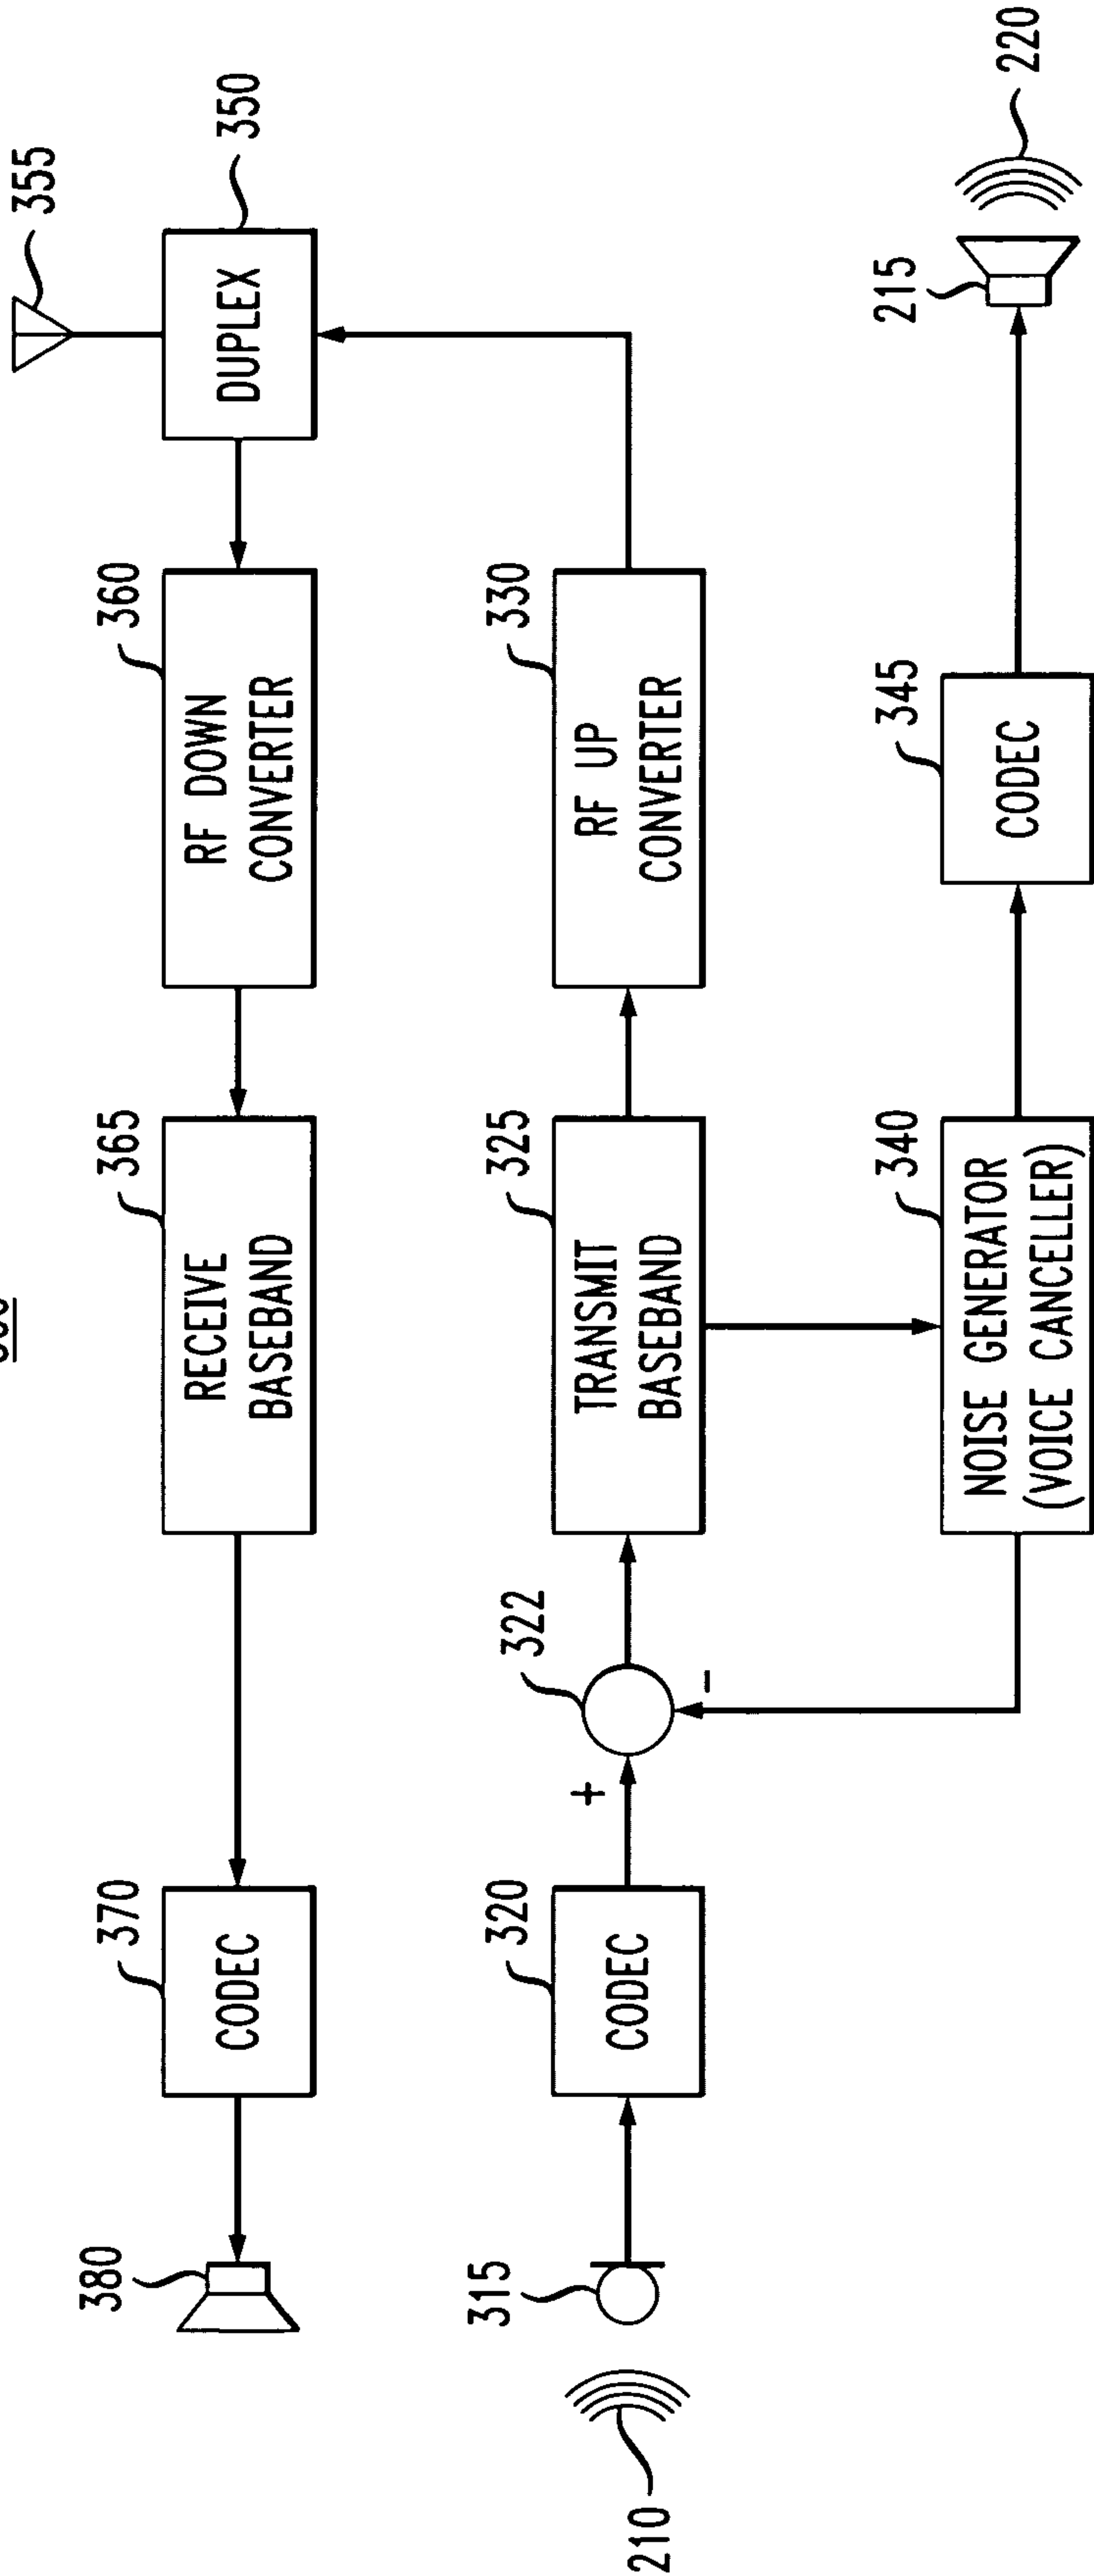 355
380
370
365
360
350
CODEC
RECEIVE
BASEBAND
RF DOWN
CONVERTER
DUPLEX
315
320
322
325
330
210
+
-
CODEC
TRANSMIT
BASEBAND
RF UP
CONVERTER
340
345
215
220
NOISE GENERATOR
(VOICE CANCELLER)
CODEC